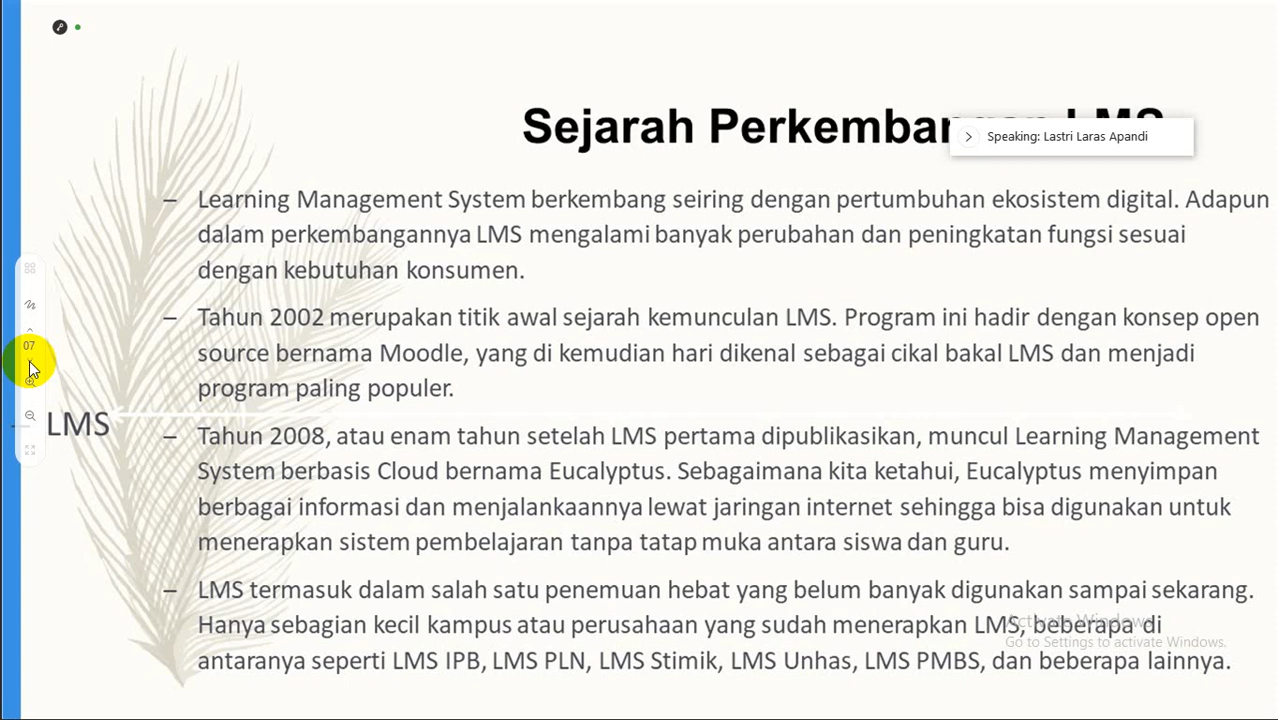 Sejarah Perkembangan LMS
Speaking: Lastri Laras Apandi
– Learning Management System berkembang seiring dengan pertumbuhan ekosistem digital. Adapun
dalam perkembangannya LMS mengalami banyak perubahan dan peningkatan fungsi sesuai
dengan kebutuhan konsumen.
– Tahun 2002 merupakan titik awal sejarah kemunculan LMS. Program ini hadir dengan konsep open
source bernama Moodle, yang di kemudian hari dikenal sebagai cikal bakal LMS dan menjadi
program paling populer.
07
LMS
– Tahun 2008, atau enam tahun setelah LMS pertama dipublikasikan, muncul Learning Management
System berbasis Cloud bernama Eucalyptus. Sebagaimana kita ketahui, Eucalyptus menyimpan
berbagai informasi dan menjalankaannya lewat jaringan internet sehingga bisa digunakan untuk
menerapkan sistem pembelajaran tanpa tatap muka antara siswa dan guru.
– LMS termasuk dalam salah satu penemuan hebat yang belum banyak digunakan sampai sekarang.
Hanya sebagian kecil kampus atau perusahaan yang sudah menerapkan LMS, beberapa di
antaranya seperti LMS IPB, LMS PLN, LMS Stimik, LMS Unhas, LMS PMBS, dan beberapa lainnya.
Activate Windows
Go to Settings to activate Windows.